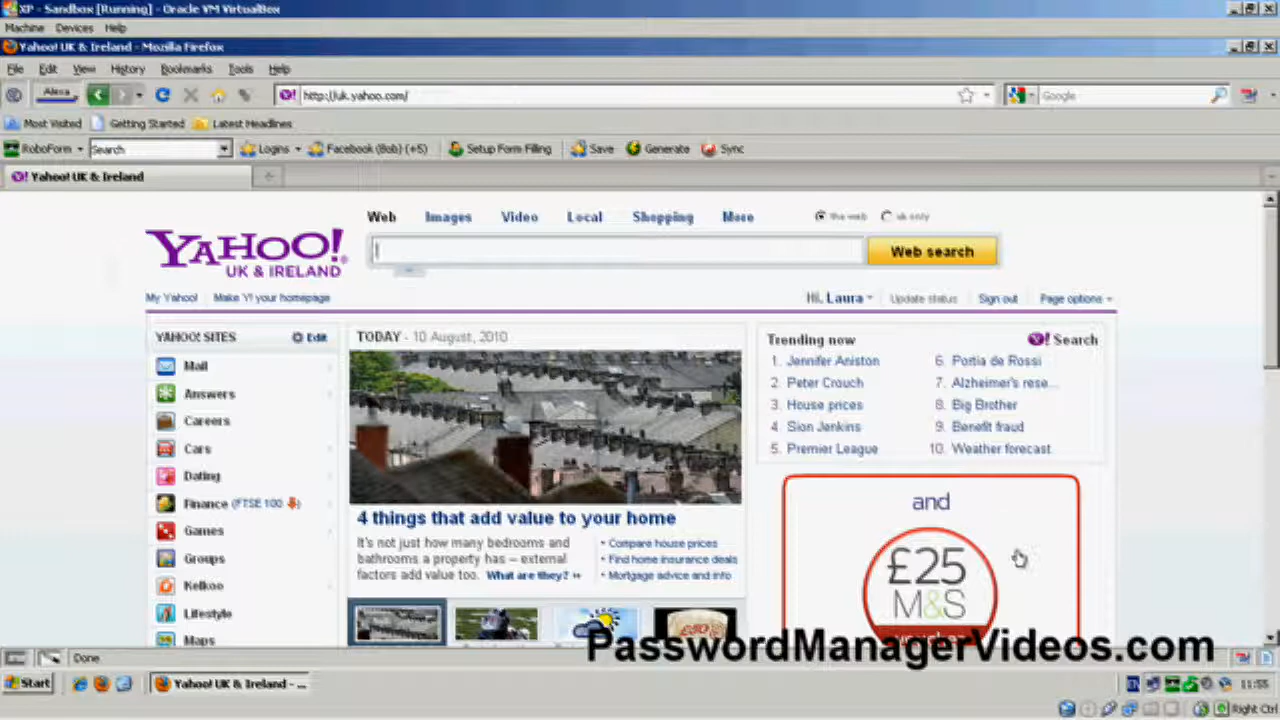 XP - Sandbox [Running] - Oracle VM VirtualBox
Machine Devices Help
Yahoo! UK & Ireland - Mozilla Firefox
File Edit View History Bookmarks Tools Help
Alexa http://uk.yahoo.com/ Google
Most Visited Getting Started Latest Headlines
RoboForm Search Logins Facebook (Bob) (+5) Setup Form Filling Save Generate Sync
Yahoo! UK & Ireland
Web Images Video Local Shopping More the web uk only
YAHOO!
UK & IRELAND
Web search
My Yahoo! Make Y! your homepage
Hi, Laura Update status Sign out Page options
YAHOO! SITES Edit
Mail
Answers
Careers
Cars
Dating
Finance (FTSE 100)
Games
Groups
Kelkoo
Lifestyle
Maps
TODAY - 10 August, 2010
4 things that add value to your home
It's not just how many bedrooms and
bathrooms a property has – external
factors add value too. What are they? »
• Compare house prices
• Find home insurance deals
• Mortgage advice and info
Trending now Y! Search
1. Jennifer Aniston
2. Peter Crouch
3. House prices
4. Sion Jenkins
5. Premier League
6. Portia de Rossi
7. Alzheimer's rese...
8. Big Brother
9. Benefit fraud
10. Weather forecast
and
£25
M&S
PasswordManagerVideos.com
Done
Start Yahoo! UK & Ireland - ... 11:55
Right Ctrl